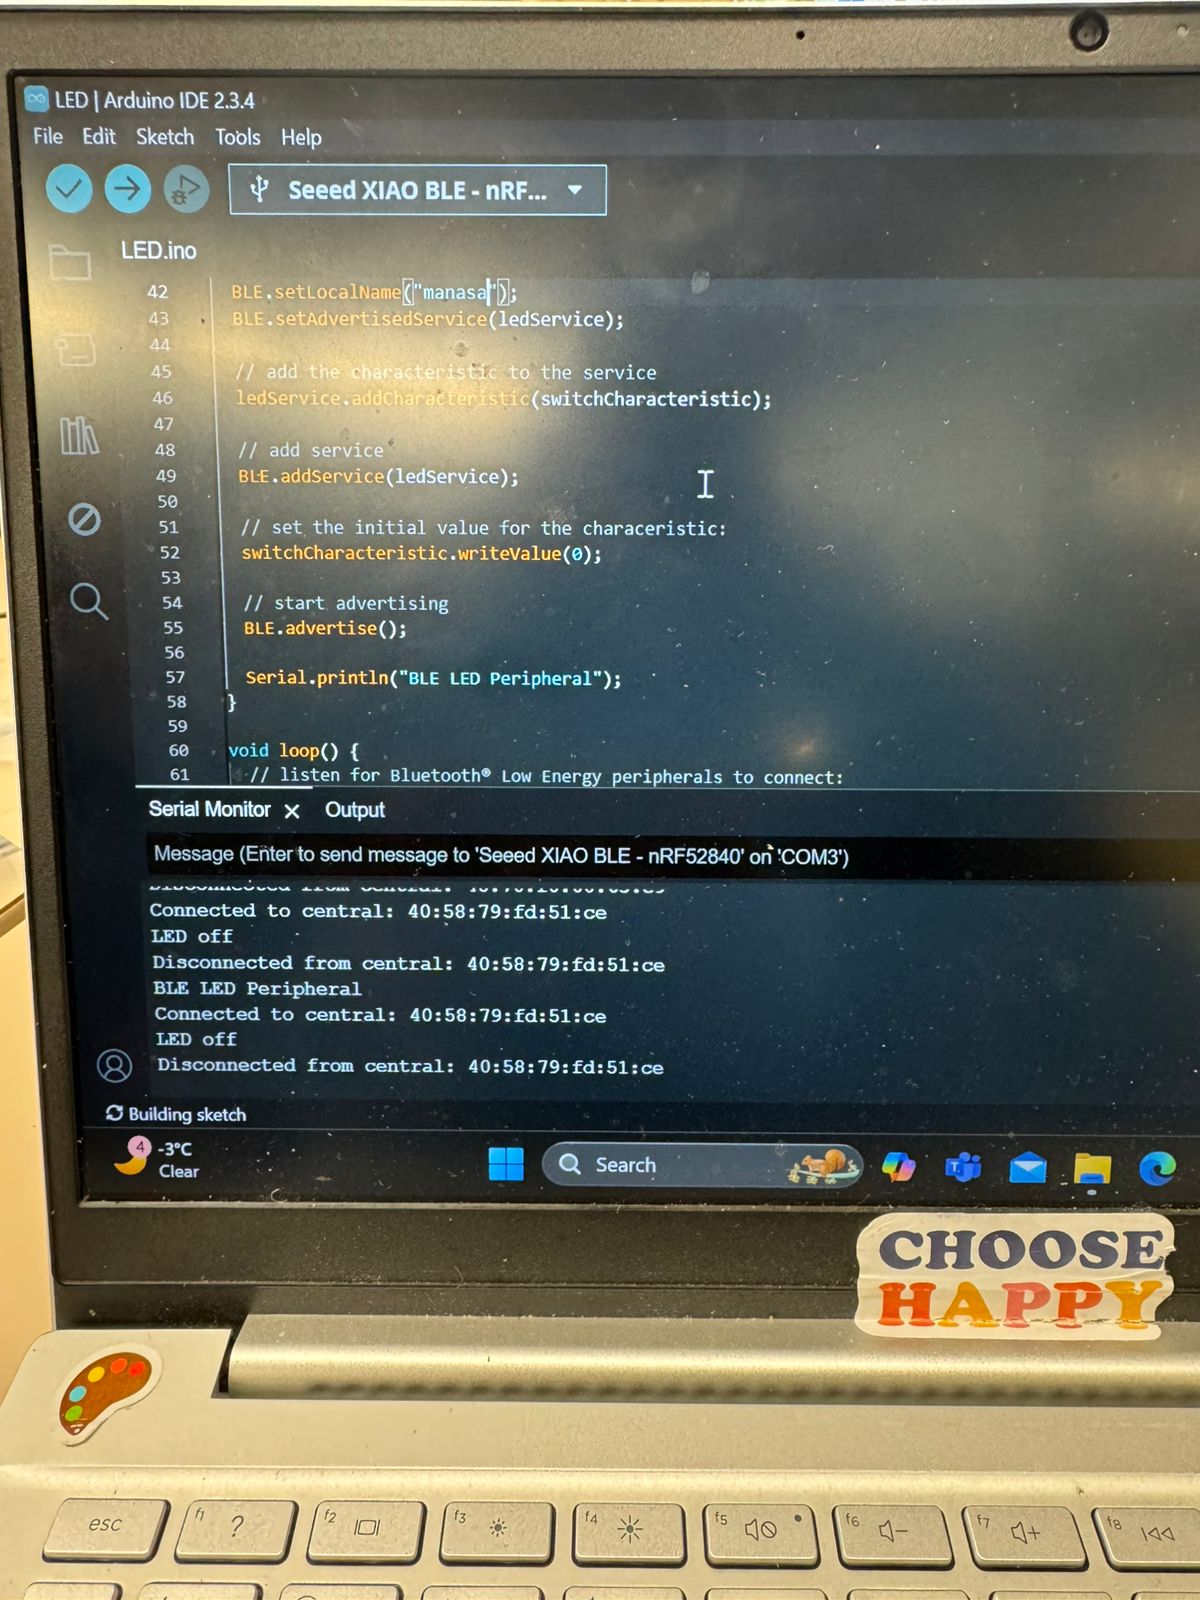 LED | Arduino IDE 2.3.4
File Edit Sketch Tools Help
Seeed XIAO BLE - nRF...
LED.ino
42 BLE.setLocalName("manasa");
43 BLE.setAdvertisedService(ledService);
44
45 // add the characteristic to the service
46 ledService.addCharacteristic(switchCharacteristic);
47
48 // add service
49 BLE.addService(ledService);
50
51 // set the initial value for the characeristic:
52 switchCharacteristic.writeValue(0);
53
54 // start advertising
55 BLE.advertise();
56
57 Serial.println("BLE LED Peripheral");
58 }
59
60 void loop() {
61 // listen for Bluetooth® Low Energy peripherals to connect:
Serial Monitor X Output
Message (Enter to send message to 'Seeed XIAO BLE - nRF52840' on 'COM3')
Disconnected from central:
Connected to central: 40:58:79:fd:51:ce
LED off
Disconnected from central: 40:58:79:fd:51:ce
BLE LED Peripheral
Connected to central: 40:58:79:fd:51:ce
LED off
Disconnected from central: 40:58:79:fd:51:ce
Building sketch
4 -3°C
Clear
Search
CHOOSE
HAPPY
esc f1 ? f2 f3 f4 f5 f6 f7 f8